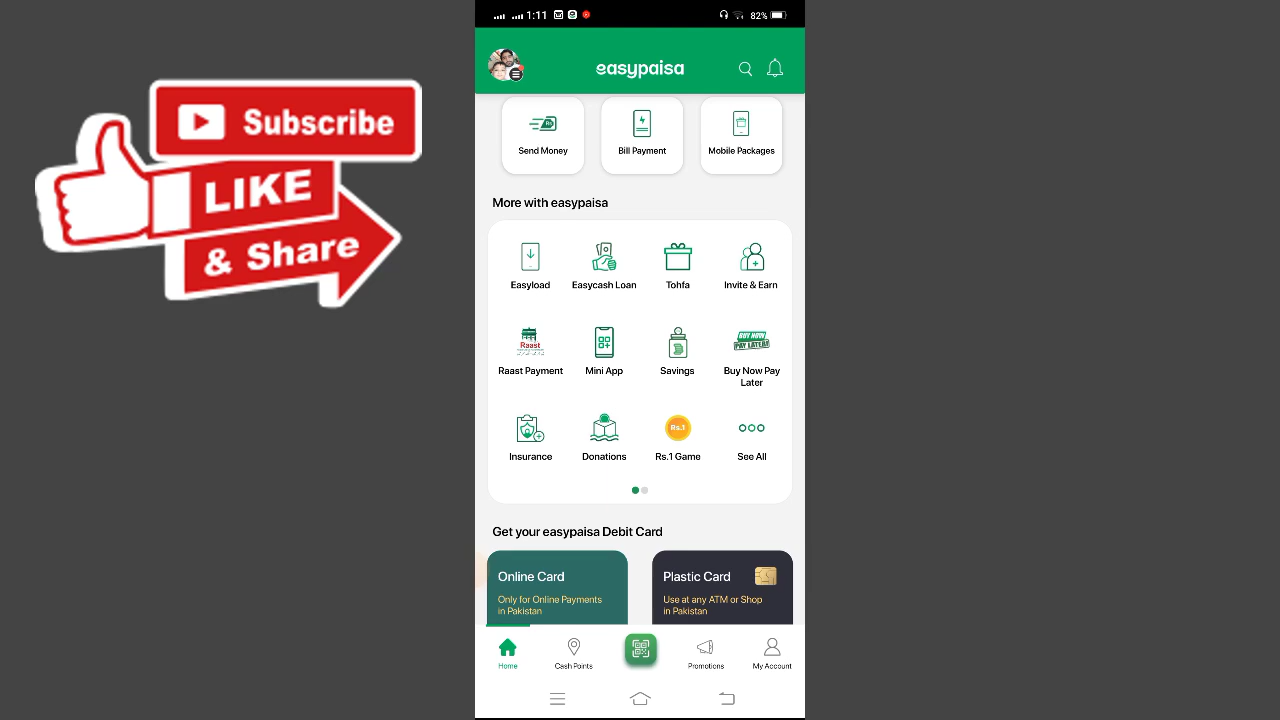 Subscribe
LIKE
& Share
1:11
82%
easypaisa
Send Money
Bill Payment
Mobile Packages
More with easypaisa
Easyload
Easycash Loan
Tohfa
Invite & Earn
Raast
Raast Payment
Mini App
Savings
BUY NOW
PAY LATER
Buy Now Pay
Later
Insurance
Donations
Rs.1
Rs.1 Game
See All
Get your easypaisa Debit Card
Online Card
Only for Online Payments
in Pakistan
Plastic Card
Use at any ATM or Shop
in Pakistan
Home
Cash Points
Promotions
My Account